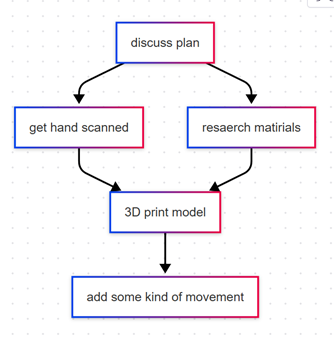 discuss plan
get hand scanned
resaerch matirials
3D print model
add some kind of movement